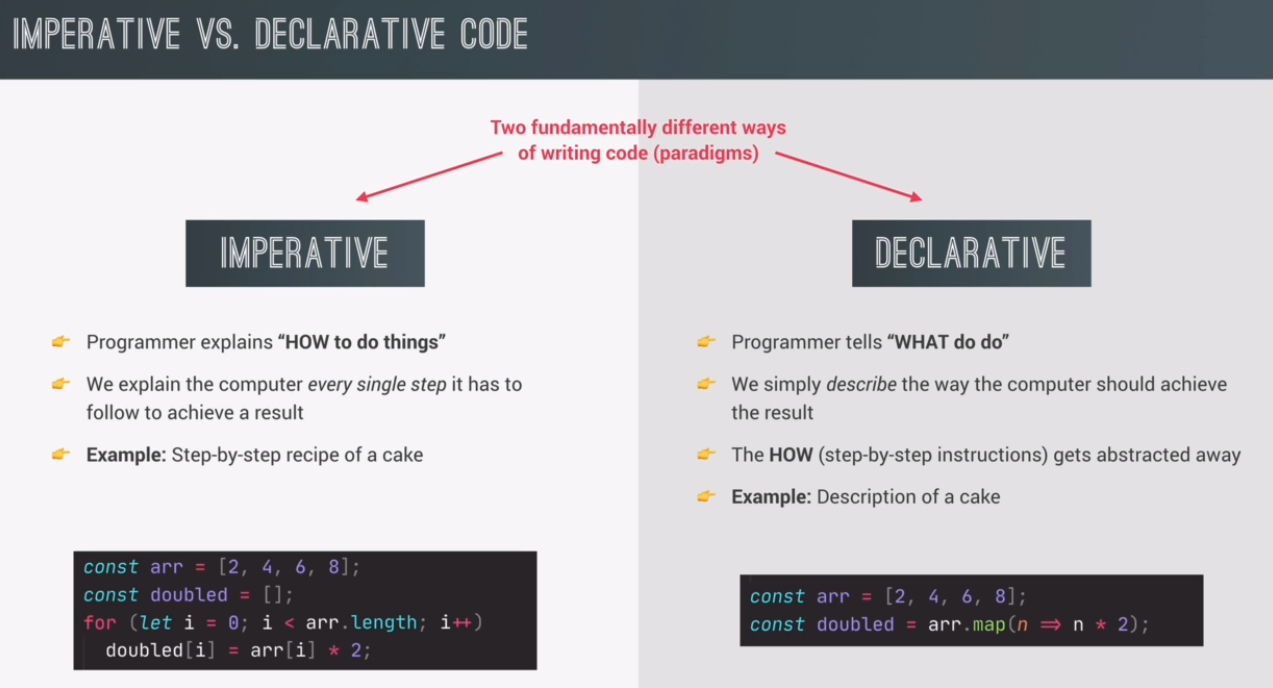 IMPERATIVE VS. DECLARATIVE CODE
Two fundamentally different ways
of writing code (paradigms)
IMPERATIVE
👉 Programmer explains “HOW to do things”
👉 We explain the computer every single step it has to
follow to achieve a result
👉 Example: Step-by-step recipe of a cake
const arr = [2, 4, 6, 8];
const doubled = [];
for (let i = 0; i < arr.length; i++)
  doubled[i] = arr[i] * 2;
DECLARATIVE
👉 Programmer tells “WHAT do do”
👉 We simply describe the way the computer should achieve
the result
👉 The HOW (step-by-step instructions) gets abstracted away
👉 Example: Description of a cake
const arr = [2, 4, 6, 8];
const doubled = arr.map(n => n * 2);